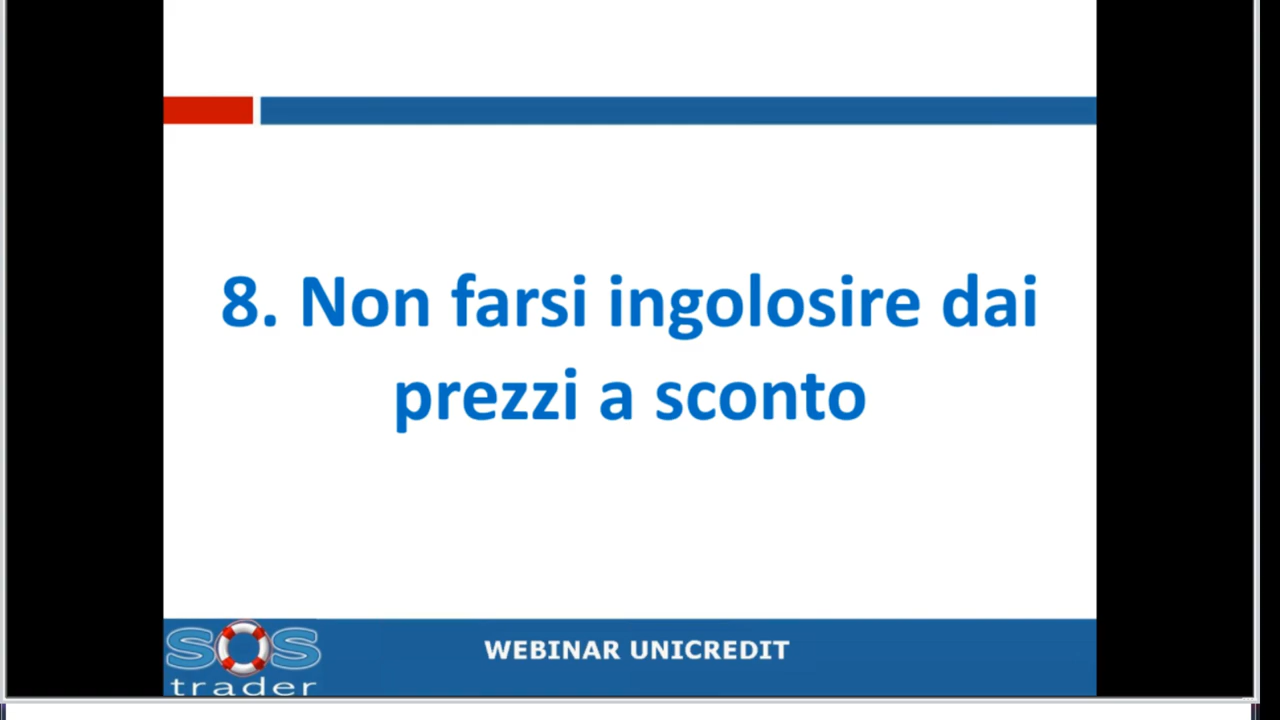 8. Non farsi ingolosire dai
prezzi a sconto
SOS
trader
WEBINAR UNICREDIT